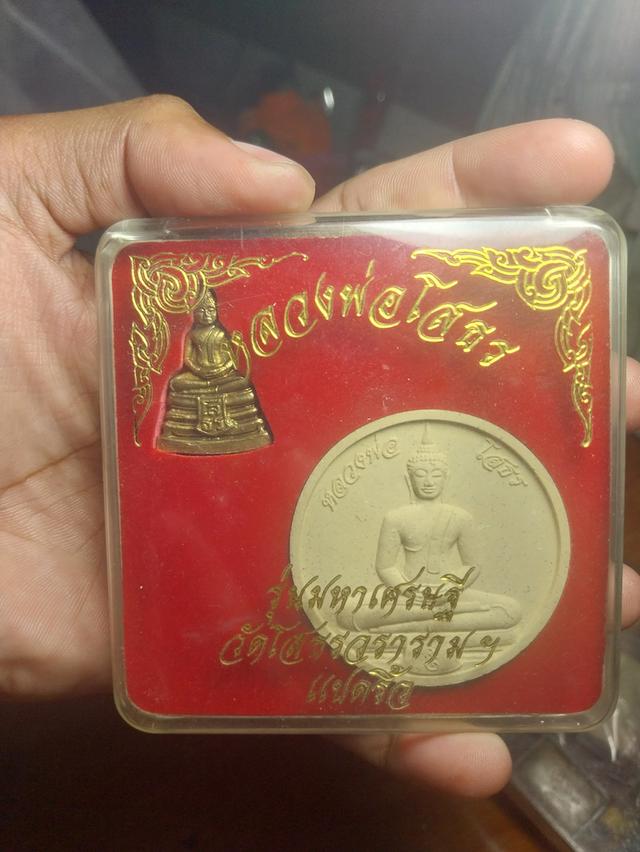 หลวงพ่อโสธร
หลวงพ่อ โสธร
รุ่นมหาเศรษฐี
วัดโสธรวรารามฯ
แปดริ้ว